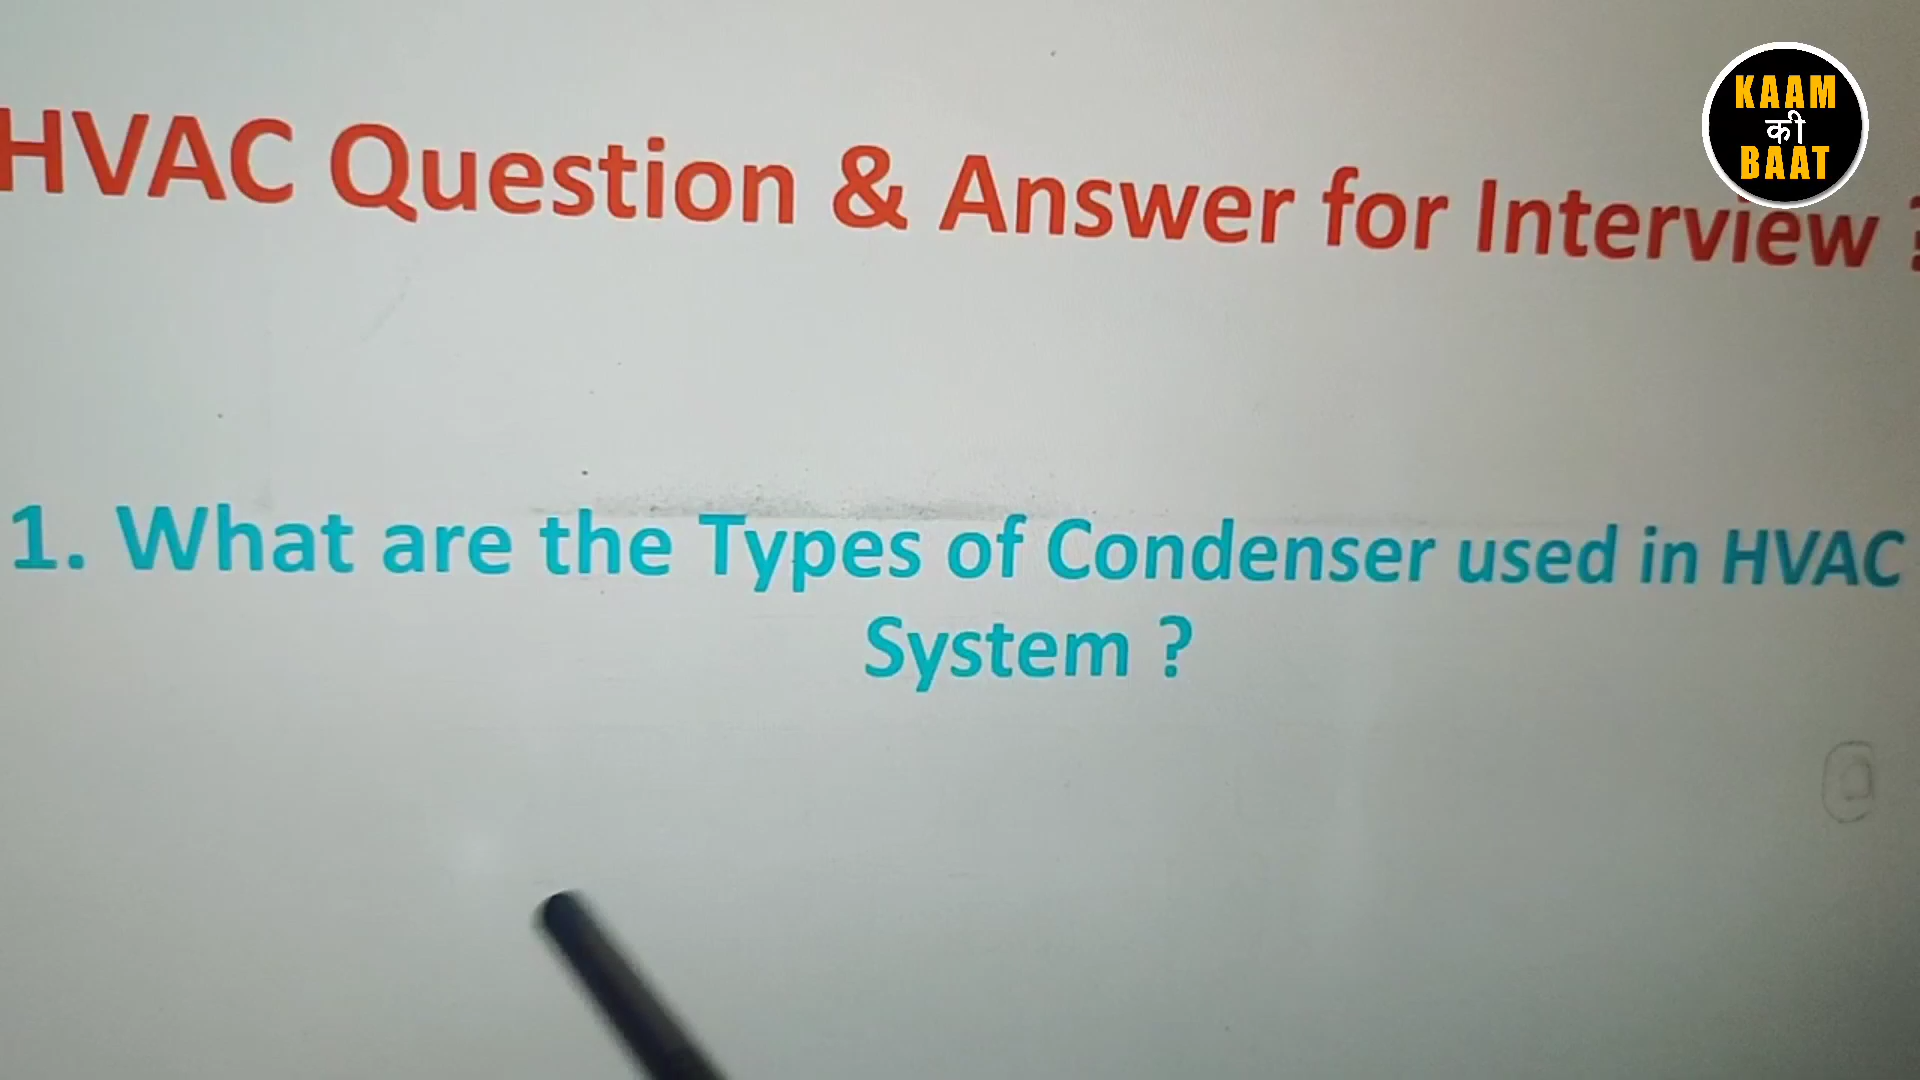 KAAM
की
BAAT
HVAC Question & Answer for Interview ?
1. What are the Types of Condenser used in HVAC
System ?